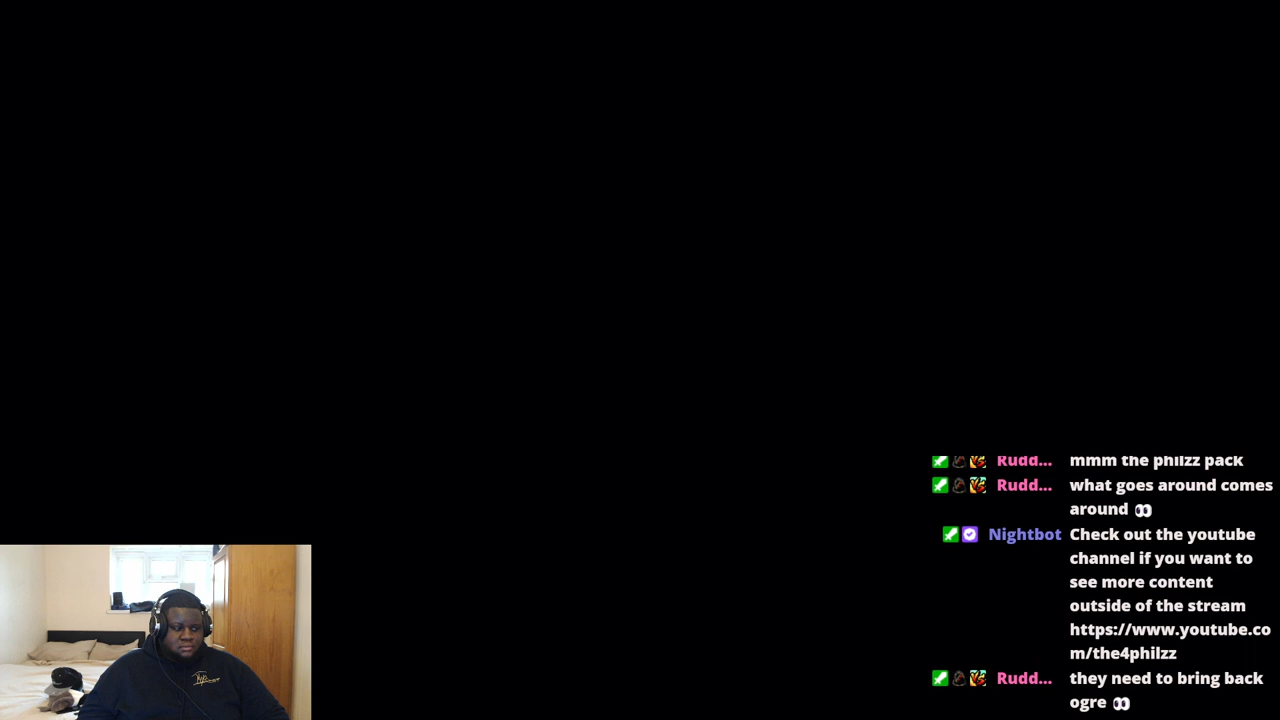 Rudd... mmm the philzz pack
Rudd... what goes around comes
around
Nightbot Check out the youtube
channel if you want to
see more content
outside of the stream
https://www.youtube.co
m/the4philzz
Rudd... they need to bring back
ogre